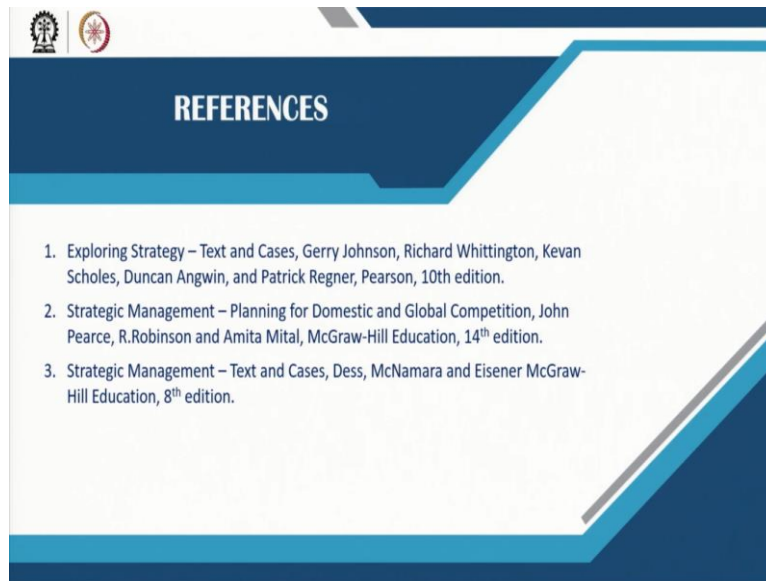 REFERENCES
1. Exploring Strategy – Text and Cases, Gerry Johnson, Richard Whittington, Kevan
Scholes, Duncan Angwin, and Patrick Regner, Pearson, 10th edition.
2. Strategic Management – Planning for Domestic and Global Competition, John
Pearce, R.Robinson and Amita Mital, McGraw-Hill Education, 14th edition.
3. Strategic Management – Text and Cases, Dess, McNamara and Eisener McGraw-
Hill Education, 8th edition.